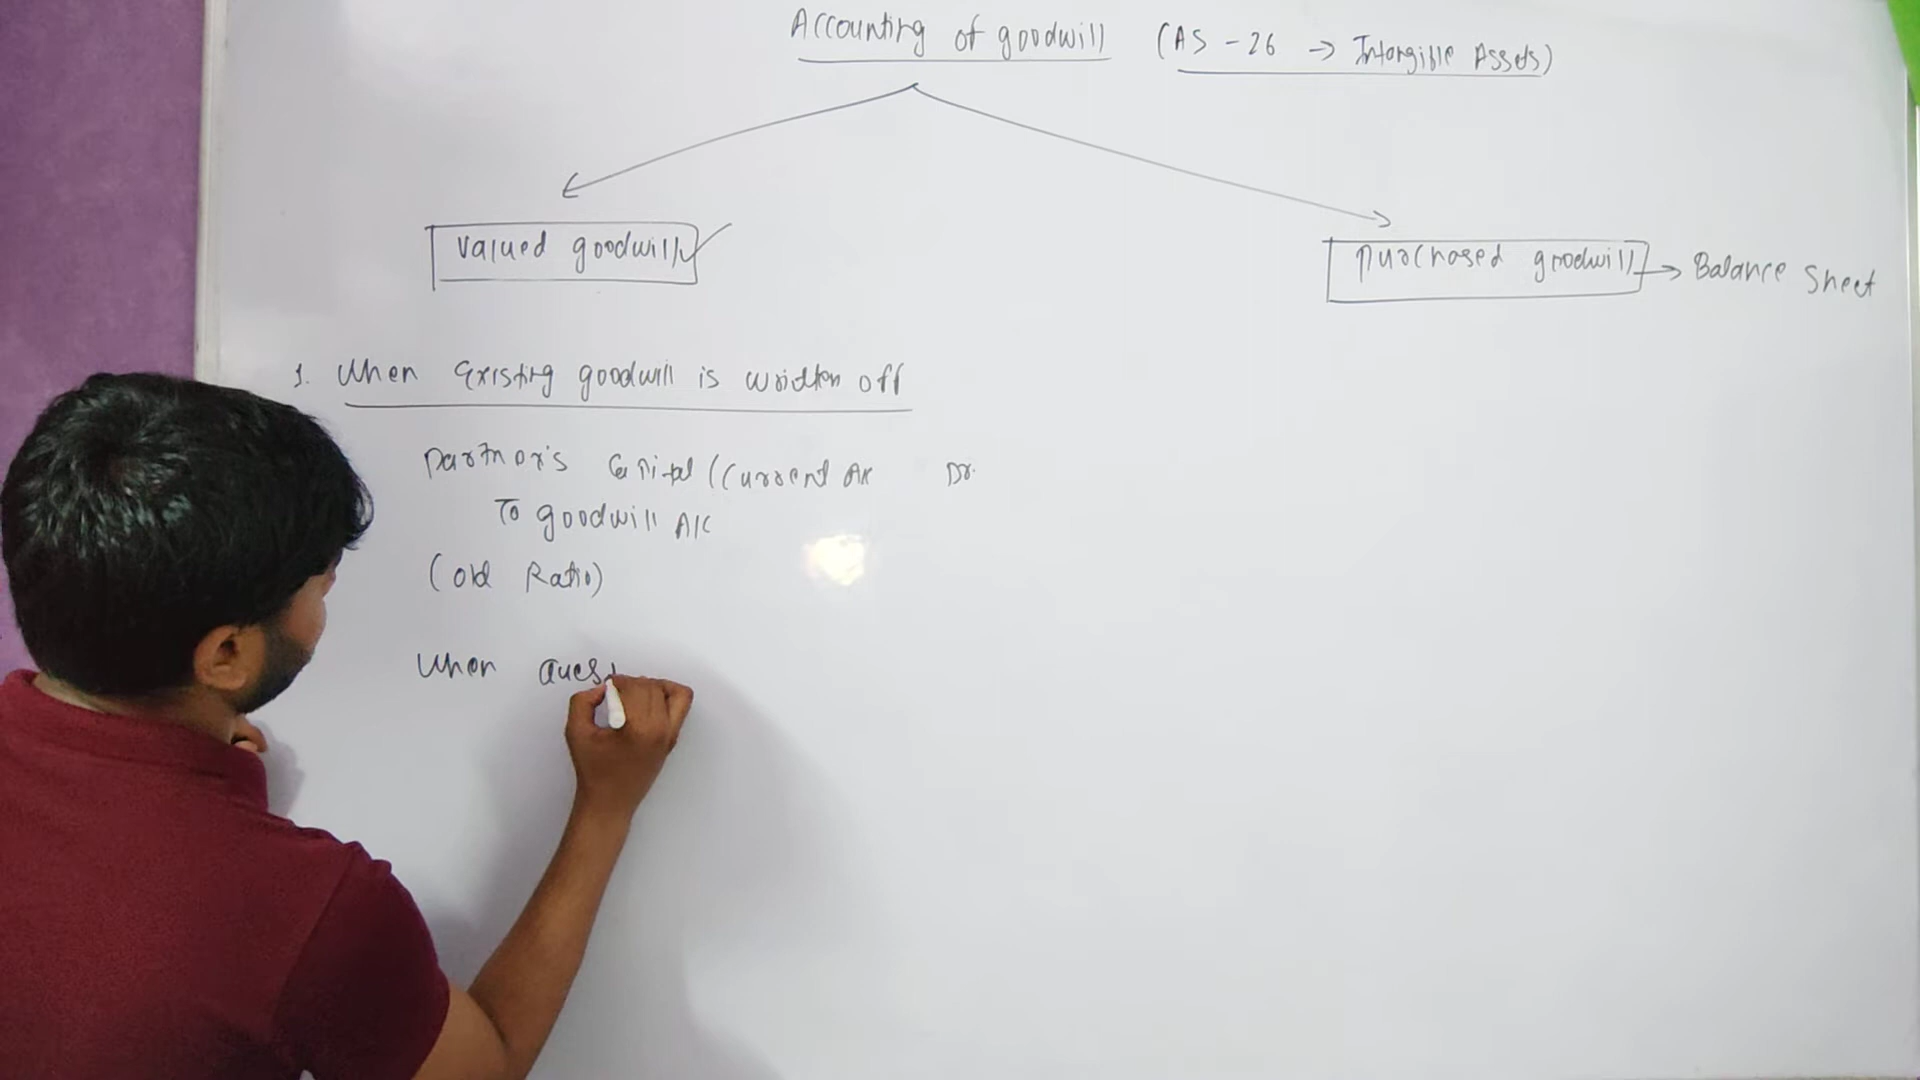 Accounting of goodwill (AS - 26 → Intangible Assets)
Valued goodwill
purchased goodwill → Balance Sheet
1. When Existing goodwill is written off
Partner's Capital (Current A/c Dr.
To goodwill A/C
(old Ratio)
When Quest